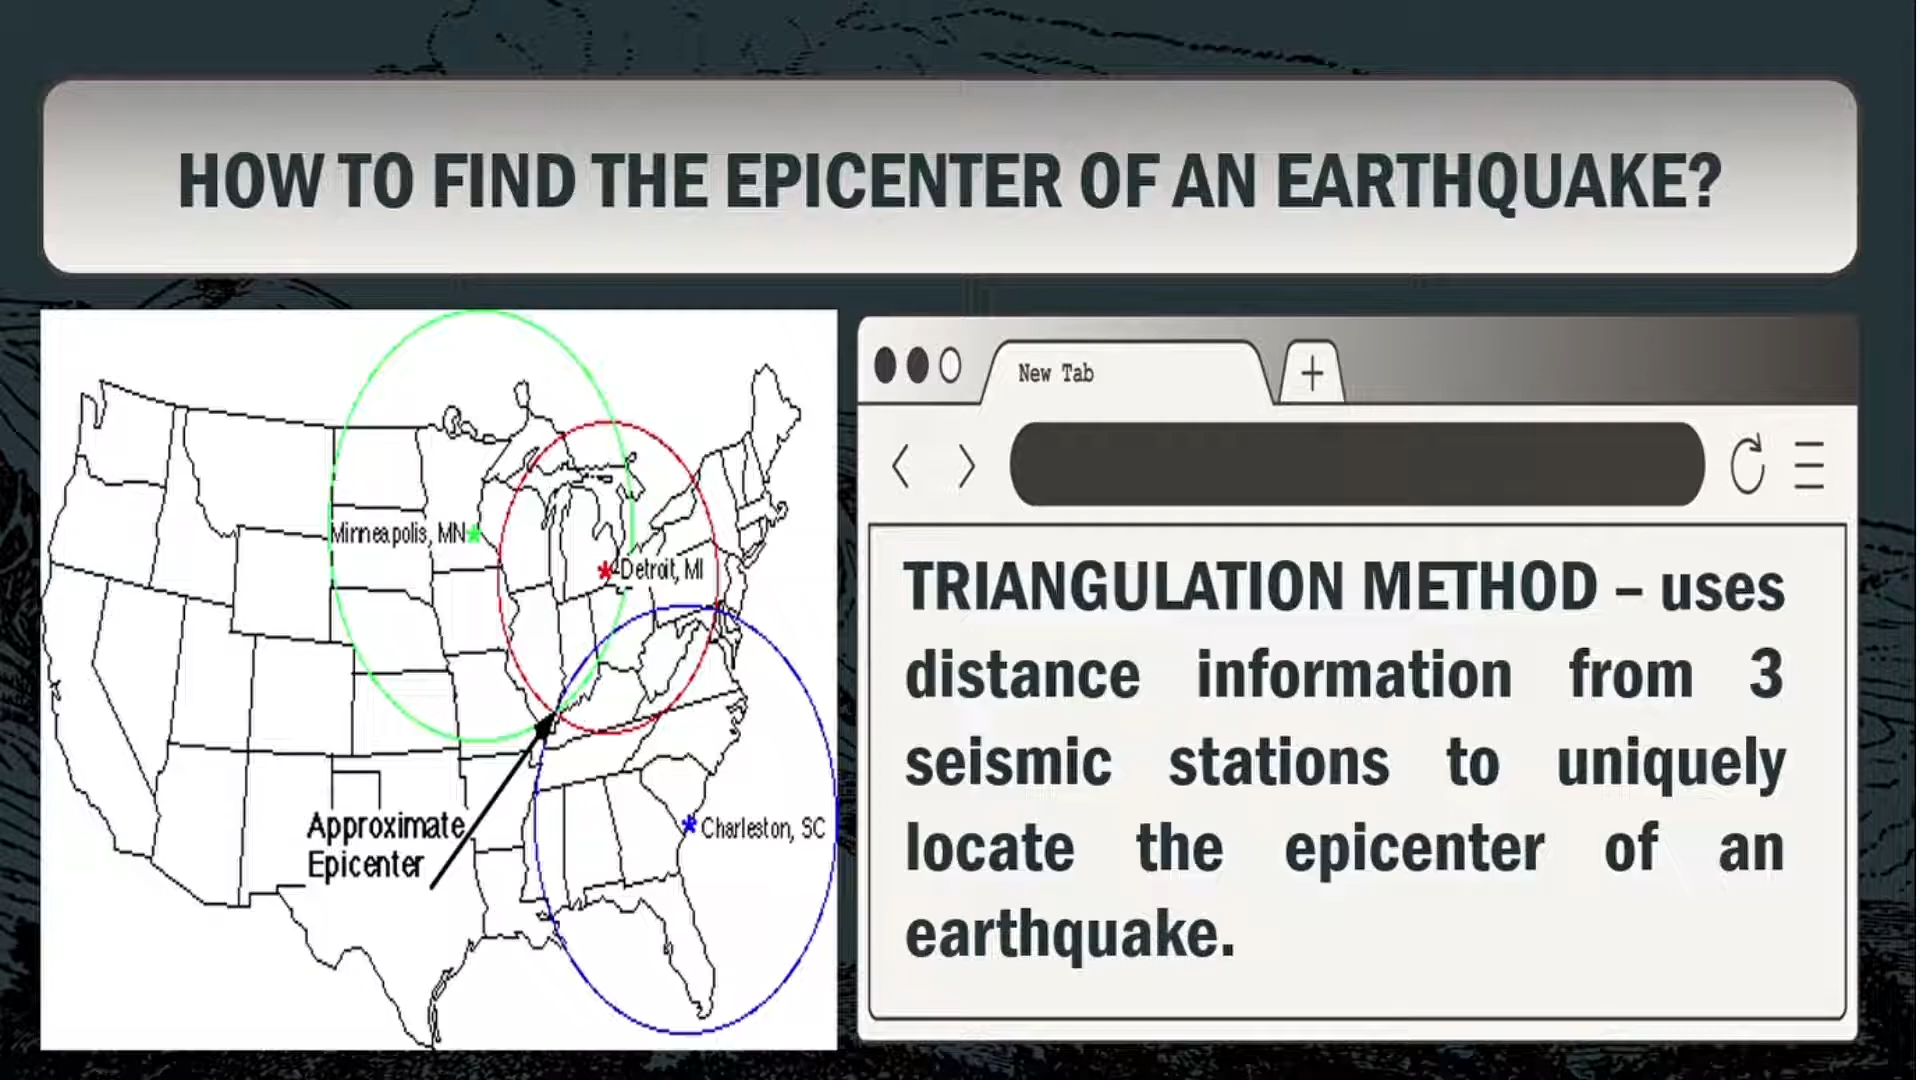 HOW TO FIND THE EPICENTER OF AN EARTHQUAKE?
Minneapolis, MN
Detroit, MI
Charleston, SC
Approximate
Epicenter
New Tab
TRIANGULATION METHOD – uses
distance information from 3
seismic stations to uniquely
locate the epicenter of an
earthquake.